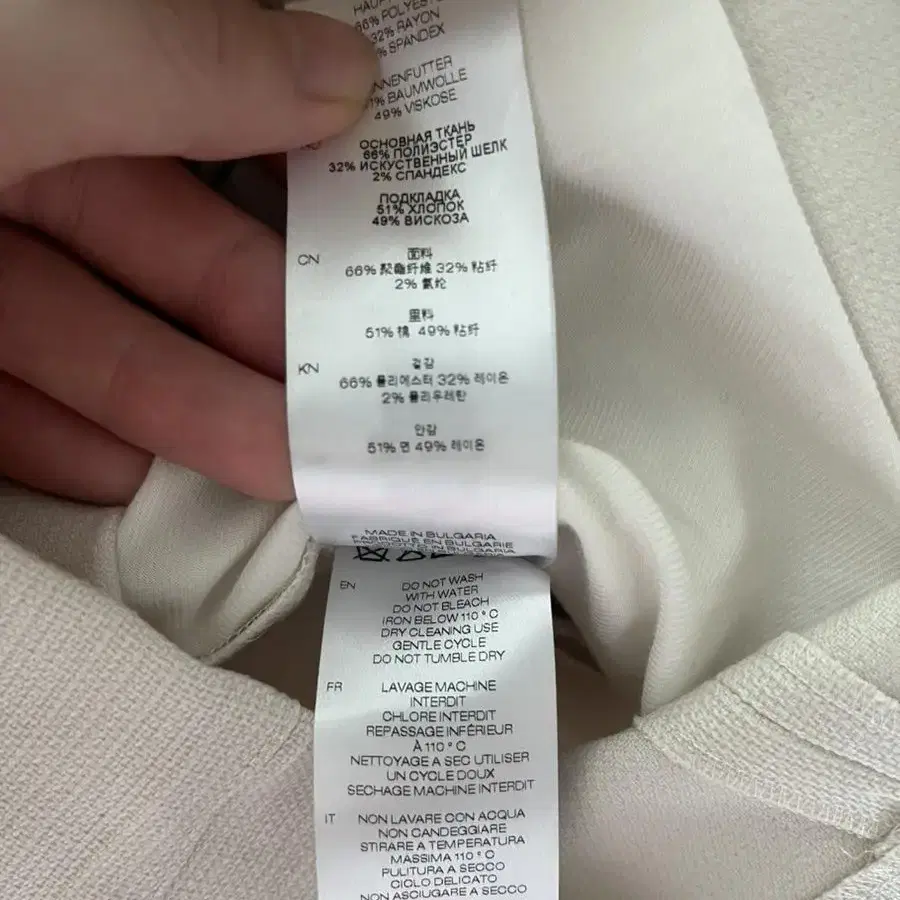 66% POLYESTE
32% RAYON
% SPANDEX
NNENFUTTER
1% BAUMWOLLE
49% VISKOSE
ОСНОВНАЯ ТКАНЬ
66% ПОЛИЭСТЕР
32% ИСКУСТВЕННЫЙ ШЕЛК
2% СПАНДЕКС
ПОДКЛАДКА
51% ХЛОПОК
49% ВИСКОЗА
CN 面料
66% 聚酯纤维 32% 粘纤
2% 氨纶
里料
51% 棉 49% 粘纤
KN 겉감
66% 폴리에스터 32% 레이온
2% 폴리우레탄
안감
51% 면 49% 레이온
MADE IN BULGARIA
FABRIQUÉ EN BULGARIE
PRODOTTO IN BULGARIA
EN DO NOT WASH
WITH WATER
DO NOT BLEACH
IRON BELOW 110 ° C
DRY CLEANING USE
GENTLE CYCLE
DO NOT TUMBLE DRY
FR LAVAGE MACHINE
INTERDIT
CHLORE INTERDIT
REPASSAGE INFÉRIEUR
À 110 ° C
NETTOYAGE A SEC UTILISER
UN CYCLE DOUX
SECHAGE MACHINE INTERDIT
IT NON LAVARE CON ACQUA
NON CANDEGGIARE
STIRARE A TEMPERATURA
MASSIMA 110 ° C
PULITURA A SECCO
CICLO DELICATO
NON ASCIUGARE A SECCO